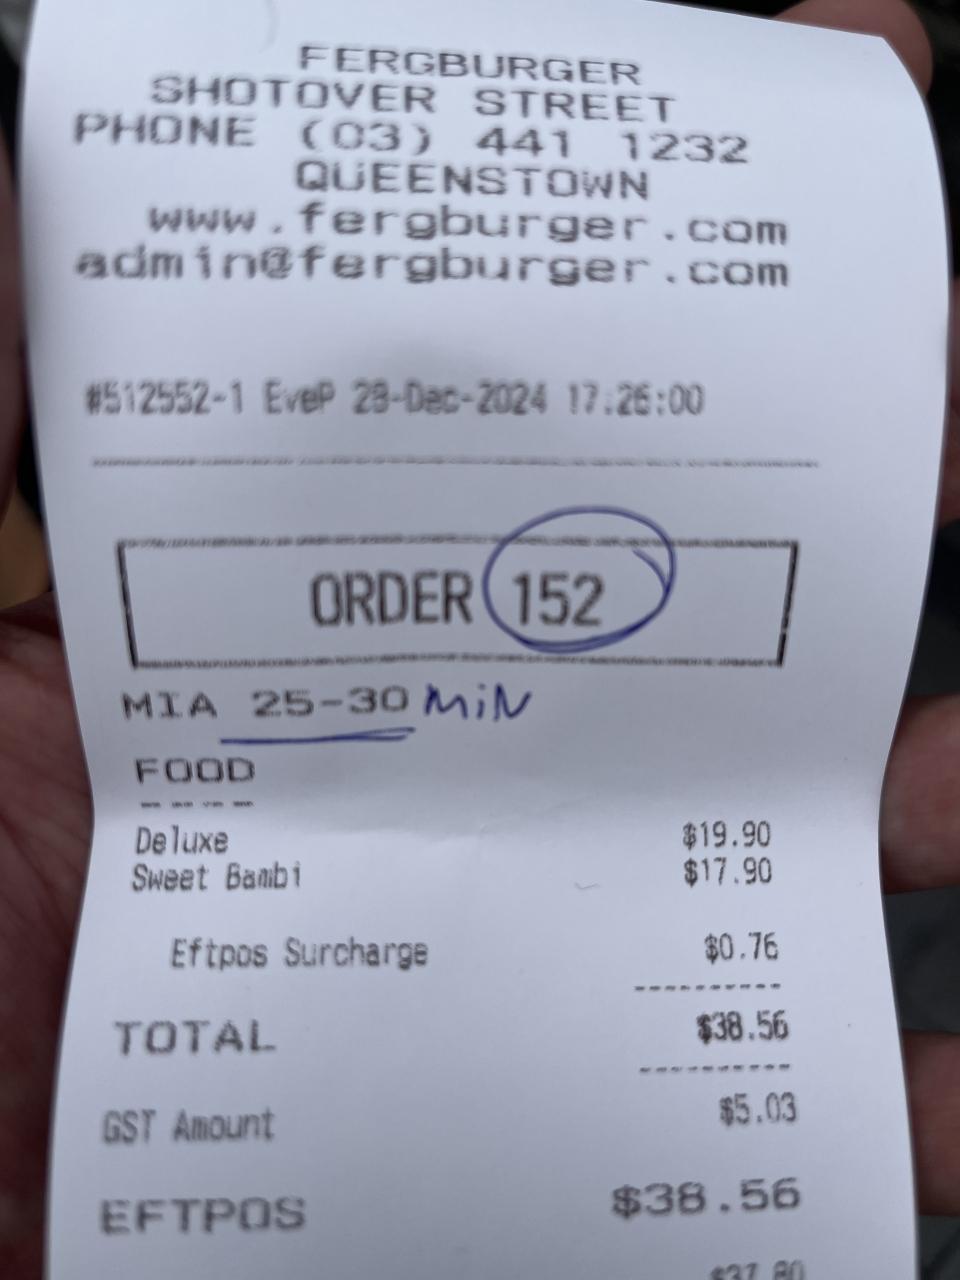 FERGBURGER
SHOTOVER STREET
PHONE (03) 441 1232
QUEENSTOWN
www.fergburger.com
admin@fergburger.com
#512552-1 EveP 28-Dec-2024 17:26:00
ORDER 152
MIA 25-30 MiN
FOOD
Deluxe $19.90
Sweet Bambi $17.90
Eftpos Surcharge $0.76
TOTAL $38.56
GST Amount $5.03
EFTPOS $38.56
$37.80